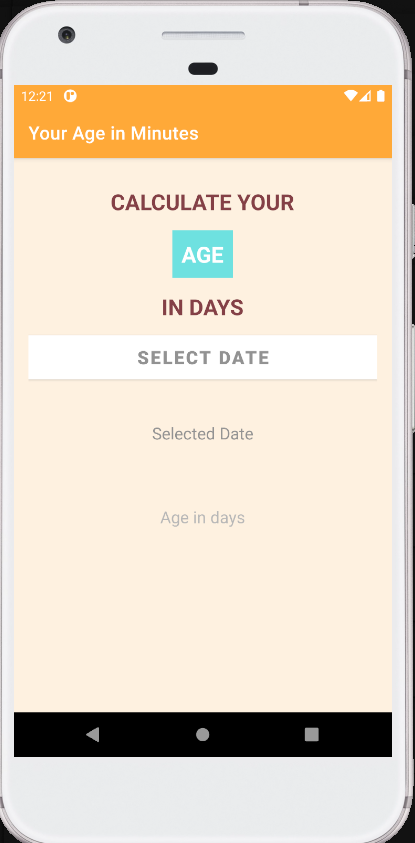 12:21
Your Age in Minutes
CALCULATE YOUR
AGE
IN DAYS
SELECT DATE
Selected Date
Age in days